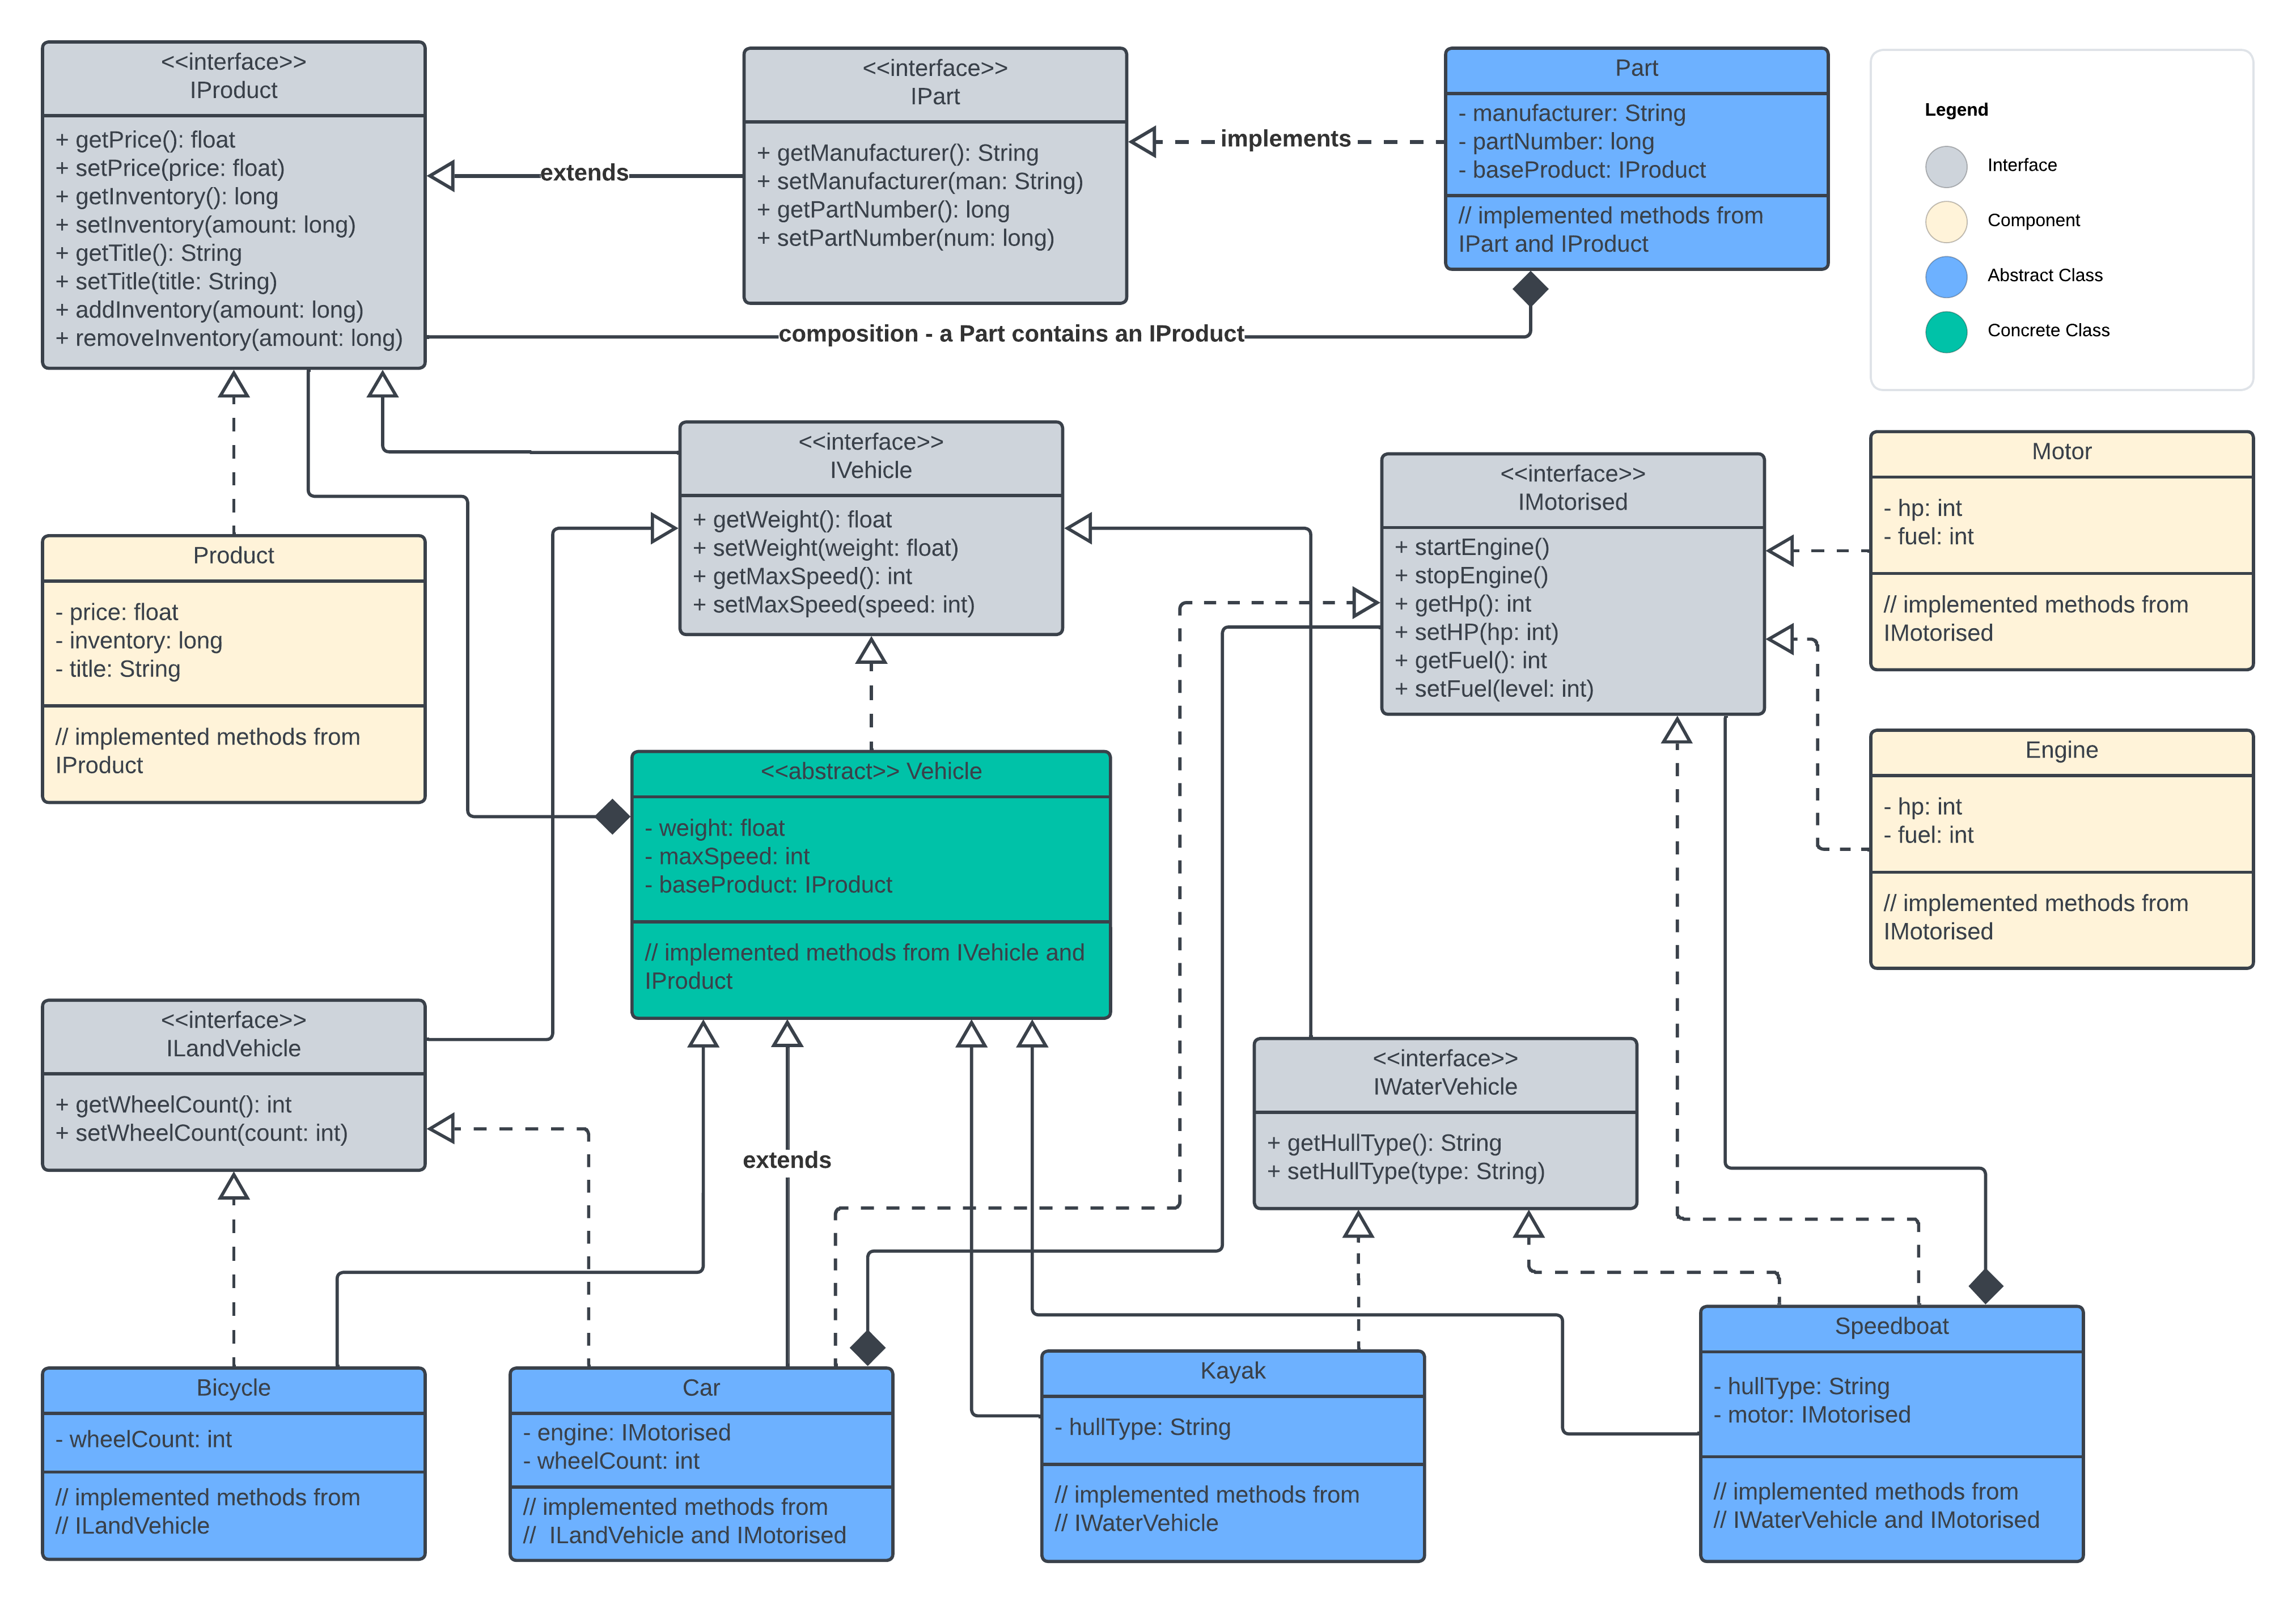 <<interface>>
IProduct
+ getPrice(): float
+ setPrice(price: float)
+ getInventory(): long
+ setInventory(amount: long)
+ getTitle(): String
+ setTitle(title: String)
+ addInventory(amount: long)
+ removeInventory(amount: long)
extends
<<interface>>
IPart
+ getManufacturer(): String
+ setManufacturer(man: String)
+ getPartNumber(): long
+ setPartNumber(num: long)
implements
Part
- manufacturer: String
- partNumber: long
- baseProduct: IProduct
// implemented methods from
IPart and IProduct
composition - a Part contains an IProduct
Legend
Interface
Component
Abstract Class
Concrete Class
Product
- price: float
- inventory: long
- title: String
// implemented methods from
IProduct
<<interface>>
IVehicle
+ getWeight(): float
+ setWeight(weight: float)
+ getMaxSpeed(): int
+ setMaxSpeed(speed: int)
<<interface>>
IMotorised
+ startEngine()
+ stopEngine()
+ getHp(): int
+ setHP(hp: int)
+ getFuel(): int
+ setFuel(level: int)
Motor
- hp: int
- fuel: int
// implemented methods from
IMotorised
<<abstract>> Vehicle
- weight: float
- maxSpeed: int
- baseProduct: IProduct
// implemented methods from IVehicle and
IProduct
Engine
- hp: int
- fuel: int
// implemented methods from
IMotorised
<<interface>>
ILandVehicle
+ getWheelCount(): int
+ setWheelCount(count: int)
extends
<<interface>>
IWaterVehicle
+ getHullType(): String
+ setHullType(type: String)
Bicycle
- wheelCount: int
// implemented methods from
// ILandVehicle
Car
- engine: IMotorised
- wheelCount: int
// implemented methods from
//  ILandVehicle and IMotorised
Kayak
- hullType: String
// implemented methods from
// IWaterVehicle
Speedboat
- hullType: String
- motor: IMotorised
// implemented methods from
// IWaterVehicle and IMotorised